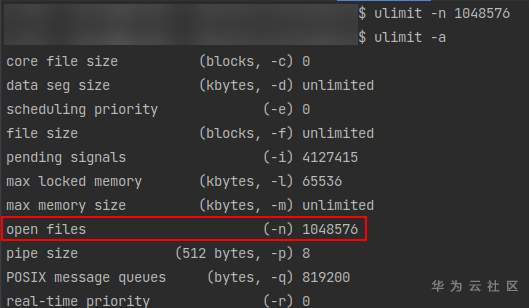 $ ulimit -n 1048576
$ ulimit -a
core file size (blocks, -c) 0
data seg size (kbytes, -d) unlimited
scheduling priority (-e) 0
file size (blocks, -f) unlimited
pending signals (-i) 4127415
max locked memory (kbytes, -l) 65536
max memory size (kbytes, -m) unlimited
open files (-n) 1048576
pipe size (512 bytes, -p) 8
POSIX message queues (bytes, -q) 819200
real-time priority (-r) 0
华为云社区